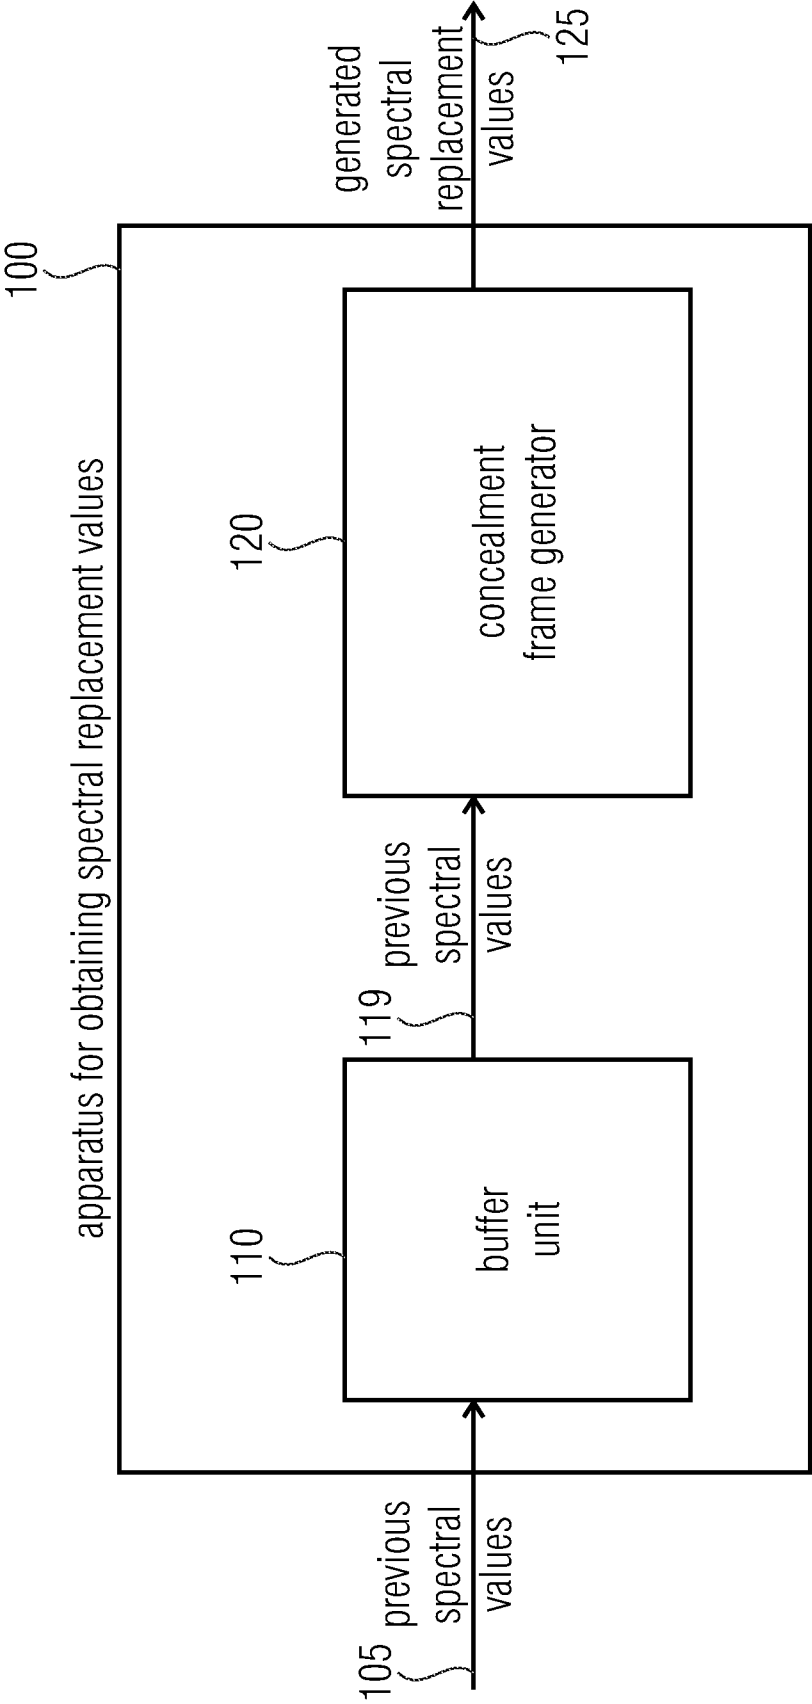 100
apparatus for obtaining spectral replacement values
105
previous
spectral
values
110
buffer
unit
119
previous
spectral
values
120
concealment
frame generator
generated
spectral
replacement
values
125